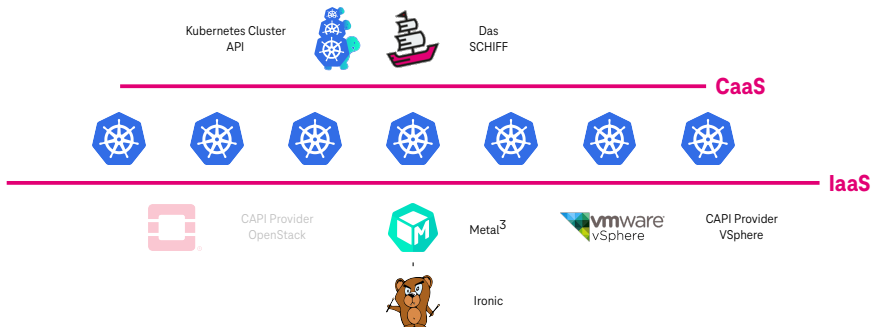 Kubernetes Cluster
API
Das
SCHIFF
CaaS
IaaS
CAPI Provider
OpenStack
M
Metal3
vmware
vSphere
CAPI Provider
VSphere
Ironic